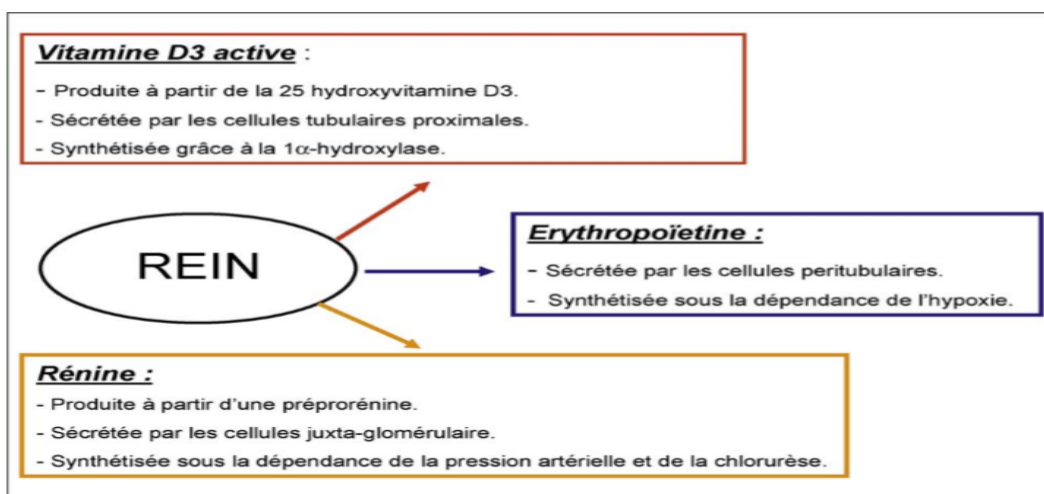 Vitamine D3 active :
- Produite à partir de la 25 hydroxyvitamine D3.
- Sécrétée par les cellules tubulaires proximales.
- Synthétisée grâce à la 1α-hydroxylase.
REIN
Erythropoïetine :
- Sécrétée par les cellules peritubulaires.
- Synthétisée sous la dépendance de l'hypoxie.
Rénine :
- Produite à partir d'une préprorénine.
- Sécrétée par les cellules juxta-glomérulaire.
- Synthétisée sous la dépendance de la pression artérielle et de la chlorurèse.